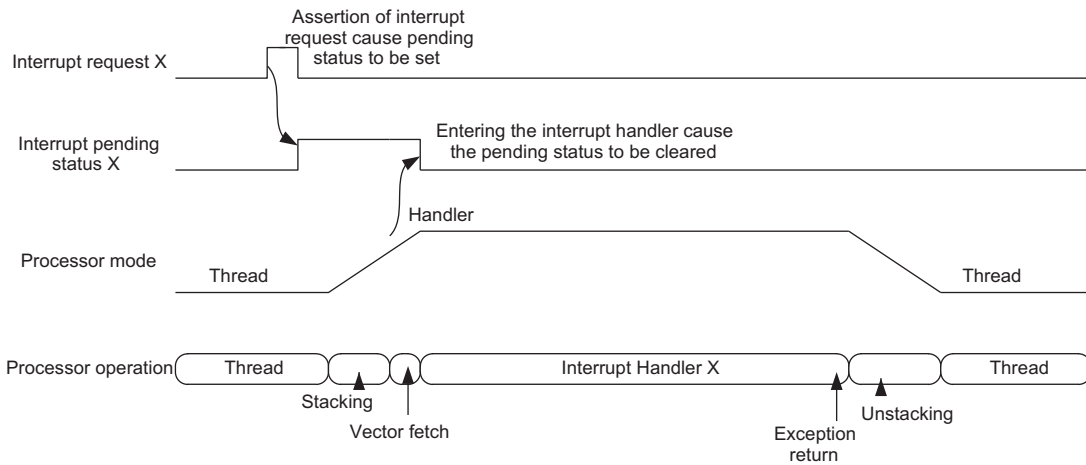 Assertion of interrupt
request cause pending
status to be set
Interrupt request X
Interrupt pending
status X
Entering the interrupt handler cause
the pending status to be cleared
Handler
Processor mode
Thread
Thread
Processor operation
Thread
Interrupt Handler X
Thread
Stacking
Vector fetch
Exception
return
Unstacking